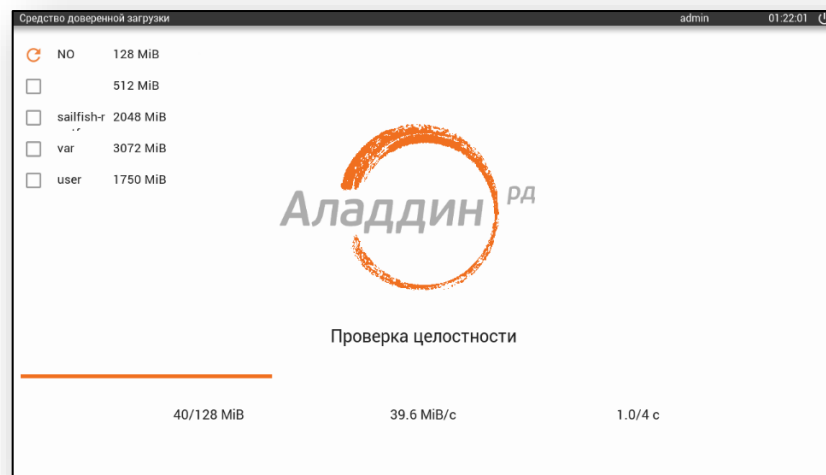 Средство доверенной загрузки admin 01:22:01
NO 128 MiB
512 MiB
sailfish-r 2048 MiB
var 3072 MiB
user 1750 MiB
Аладдин РД
Проверка целостности
40/128 MiB 39.6 MiB/c 1.0/4 c